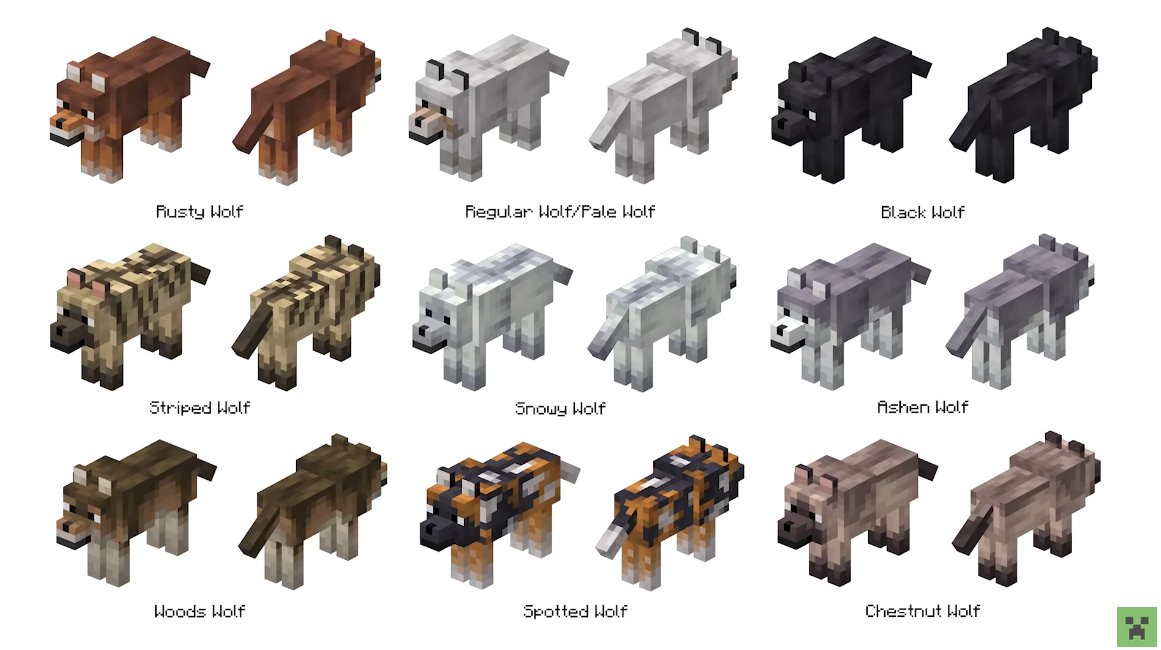 Rusty Wolf
Regular Wolf/Pale Wolf
Black Wolf
Striped Wolf
Snowy Wolf
Ashen Wolf
Woods Wolf
Spotted Wolf
Chestnut Wolf